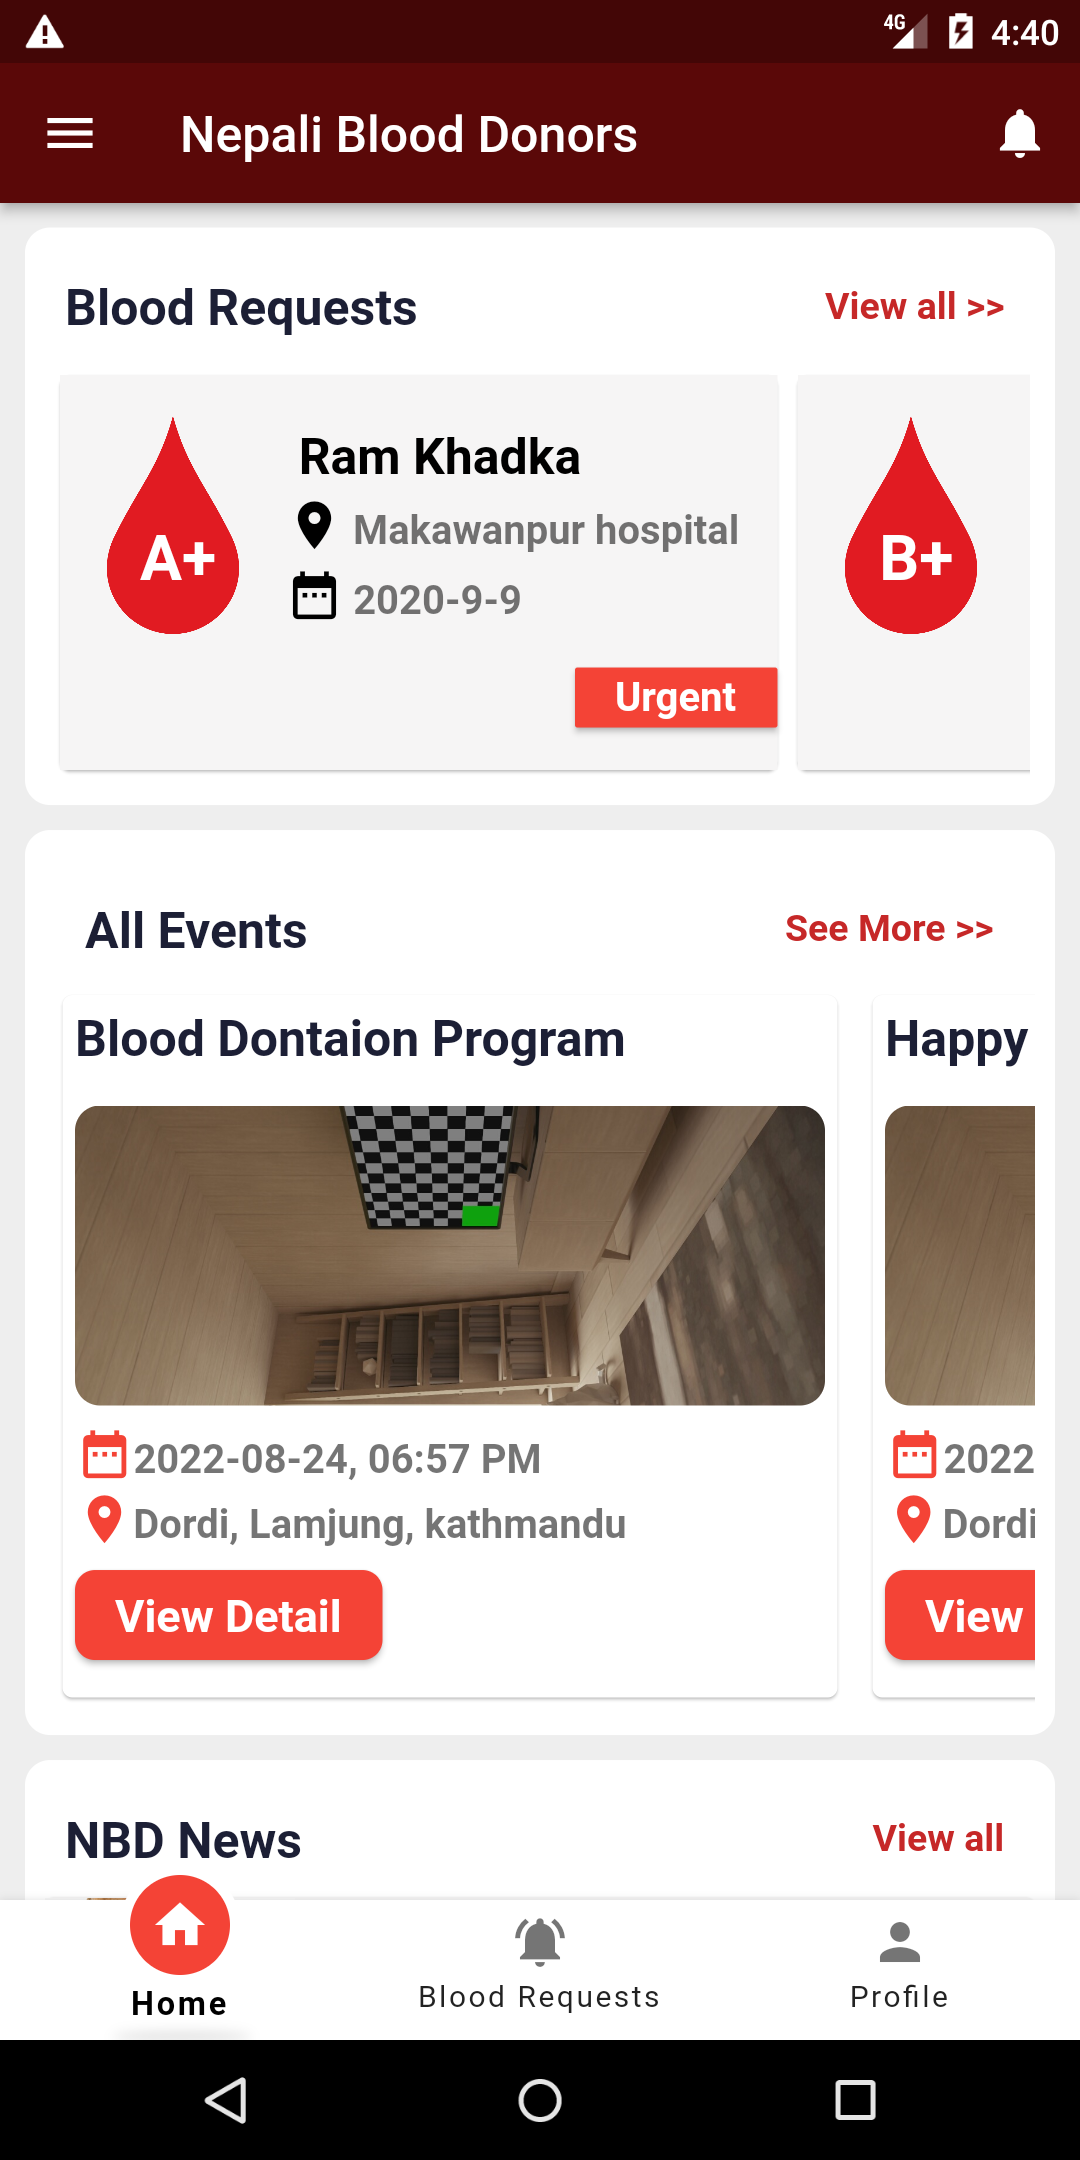 4G 4:40
Nepali Blood Donors
Blood Requests View all >>
A+
Ram Khadka
Makawanpur hospital
2020-9-9
Urgent
B+
All Events See More >>
Blood Dontaion Program
2022-08-24, 06:57 PM
Dordi, Lamjung, kathmandu
View Detail
Happy
2022
Dordi
View
NBD News View all
Home
Blood Requests
Profile